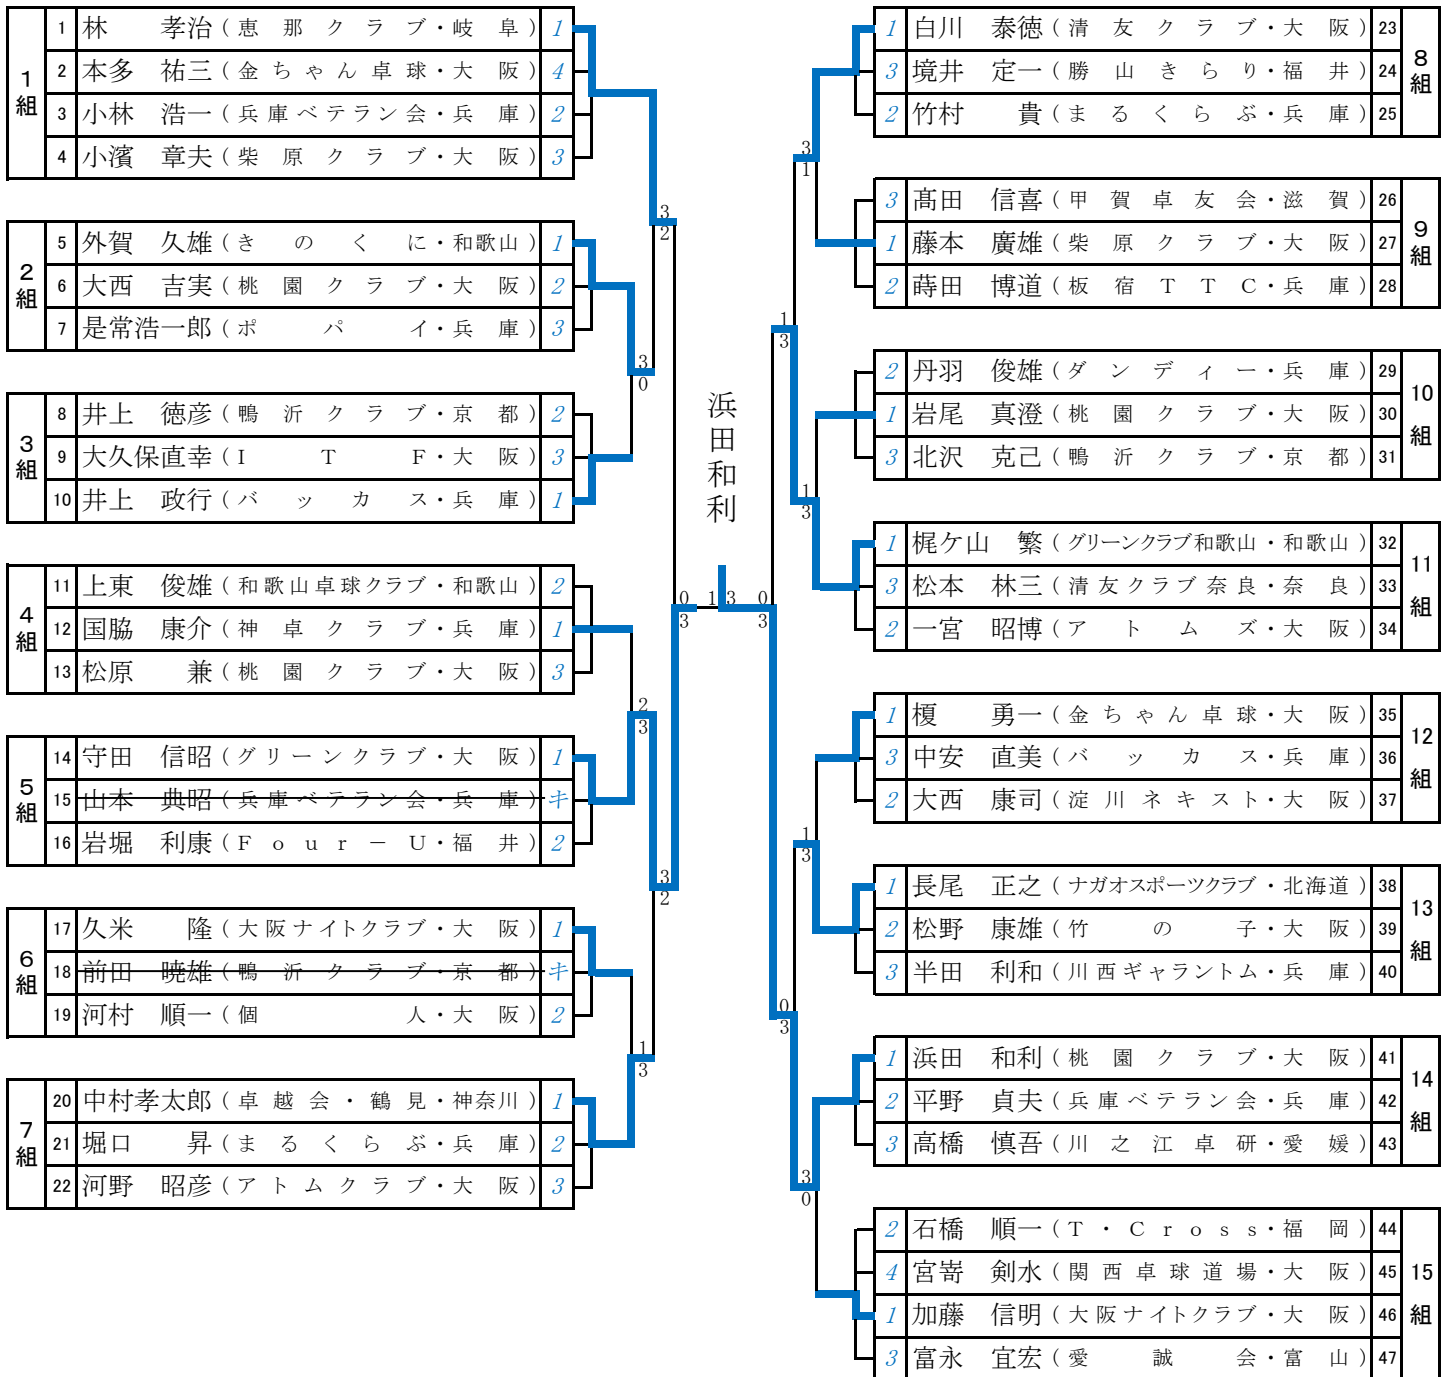 1組
1 林 孝治 (恵那クラブ・岐阜) 1
2 本多 祐三 (金ちゃん卓球・大阪) 4
3 小林 浩一 (兵庫ベテラン会・兵庫) 2
4 小濱 章夫 (柴原クラブ・大阪) 3
2組
5 外賀 久雄 (きのくに・和歌山) 1
6 大西 吉実 (桃園クラブ・大阪) 2
7 是常浩一郎 (ポパイ・兵庫) 3
3組
8 井上 徳彦 (鴨沂クラブ・京都) 2
9 大久保直幸 (ITF・大阪) 3
10 井上 政行 (バッカス・兵庫) 1
4組
11 上東 俊雄 (和歌山卓球クラブ・和歌山) 2
12 国脇 康介 (神卓クラブ・兵庫) 1
13 松原 兼 (桃園クラブ・大阪) 3
5組
14 守田 信昭 (グリーンクラブ・大阪) 1
15 山本 典昭 (兵庫ベテラン会・兵庫) キ
16 岩堀 利康 (Four-U・福井) 2
6組
17 久米 隆 (大阪ナイトクラブ・大阪) 1
18 前田 暁雄 (鴨沂クラブ・京都) キ
19 河村 順一 (個人・大阪) 2
7組
20 中村孝太郎 (卓越会・鶴見・神奈川) 1
21 堀口 昇 (まるくらぶ・兵庫) 2
22 河野 昭彦 (アトムクラブ・大阪) 3
3
2
3
0
2
3
3
2
1
3
0
3
浜田和利
1 3
0
3
3
1
1
3
1
3
1
3
0
3
3
0
8組
1 白川 泰徳 (清友クラブ・大阪) 23
3 境井 定一 (勝山きらり・福井) 24
2 竹村 貴 (まるくらぶ・兵庫) 25
9組
3 髙田 信喜 (甲賀卓友会・滋賀) 26
1 藤本 廣雄 (柴原クラブ・大阪) 27
2 蒔田 博道 (板宿TTC・兵庫) 28
10組
2 丹羽 俊雄 (ダンディー・兵庫) 29
1 岩尾 真澄 (桃園クラブ・大阪) 30
3 北沢 克己 (鴨沂クラブ・京都) 31
11組
1 梶ケ山 繁 (グリーンクラブ和歌山・和歌山) 32
3 松本 林三 (清友クラブ奈良・奈良) 33
2 一宮 昭博 (アトムズ・大阪) 34
12組
1 榎 勇一 (金ちゃん卓球・大阪) 35
3 中安 直美 (バッカス・兵庫) 36
2 大西 康司 (淀川ネキスト・大阪) 37
13組
1 長尾 正之 (ナガオスポーツクラブ・北海道) 38
2 松野 康雄 (竹の子・大阪) 39
3 半田 利和 (川西ギャラントム・兵庫) 40
14組
1 浜田 和利 (桃園クラブ・大阪) 41
2 平野 貞夫 (兵庫ベテラン会・兵庫) 42
3 高橋 慎吾 (川之江卓研・愛媛) 43
15組
2 石橋 順一 (T・Cross・福岡) 44
4 宮嵜 剣水 (関西卓球道場・大阪) 45
1 加藤 信明 (大阪ナイトクラブ・大阪) 46
3 富永 宜宏 (愛誠会・富山) 47